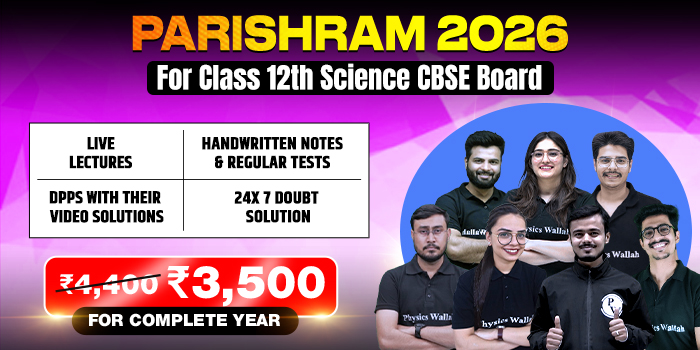 PARISHRAM 2026
For Class 12th Science CBSE Board
LIVE
LECTURES
HANDWRITTEN NOTES
& REGULAR TESTS
DPPS WITH THEIR
VIDEO SOLUTIONS
24X 7 DOUBT
SOLUTION
₹4,400 ₹3,500
FOR COMPLETE YEAR
Wallah
Physics Wallah
Physics Wallah
Physics Wallah
P
W